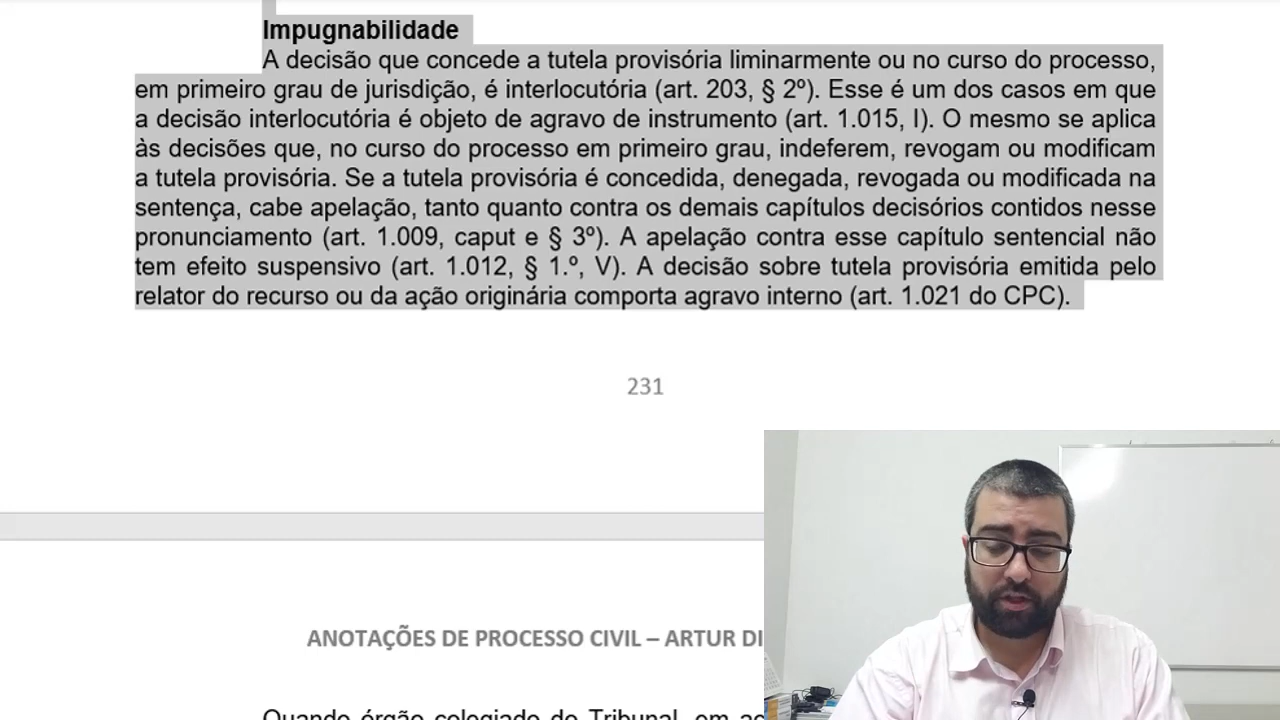 Impugnabilidade
A decisão que concede a tutela provisória liminarmente ou no curso do processo,
em primeiro grau de jurisdição, é interlocutória (art. 203, § 2º). Esse é um dos casos em que
a decisão interlocutória é objeto de agravo de instrumento (art. 1.015, I). O mesmo se aplica
às decisões que, no curso do processo em primeiro grau, indeferem, revogam ou modificam
a tutela provisória. Se a tutela provisória é concedida, denegada, revogada ou modificada na
sentença, cabe apelação, tanto quanto contra os demais capítulos decisórios contidos nesse
pronunciamento (art. 1.009, caput e § 3º). A apelação contra esse capítulo sentencial não
tem efeito suspensivo (art. 1.012, § 1.º, V). A decisão sobre tutela provisória emitida pelo
relator do recurso ou da ação originária comporta agravo interno (art. 1.021 do CPC).
231
ANOTAÇÕES DE PROCESSO CIVIL – ARTUR DI
Quando órgão colegiado do Tribunal, em